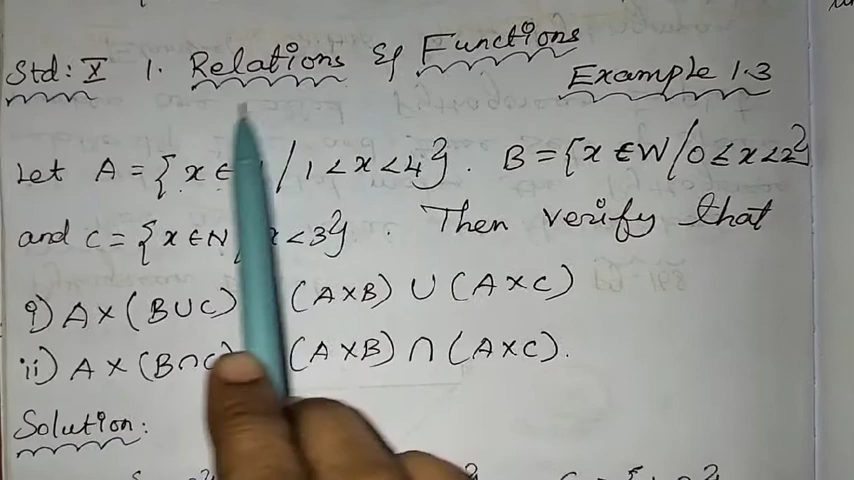 Std: X 1. Relations & Functions
Example 1.3
Let A = {x ∈ / 1 < x < 4}. B = {x ∈ W / 0 ≤ x < 2}
and C = {x ∈ N / x < 3}. Then verify that
i) A × (B ∪ C) (A × B) ∪ (A × C)
ii) A × (B ∩ C) (A × B) ∩ (A × C).
Solution: